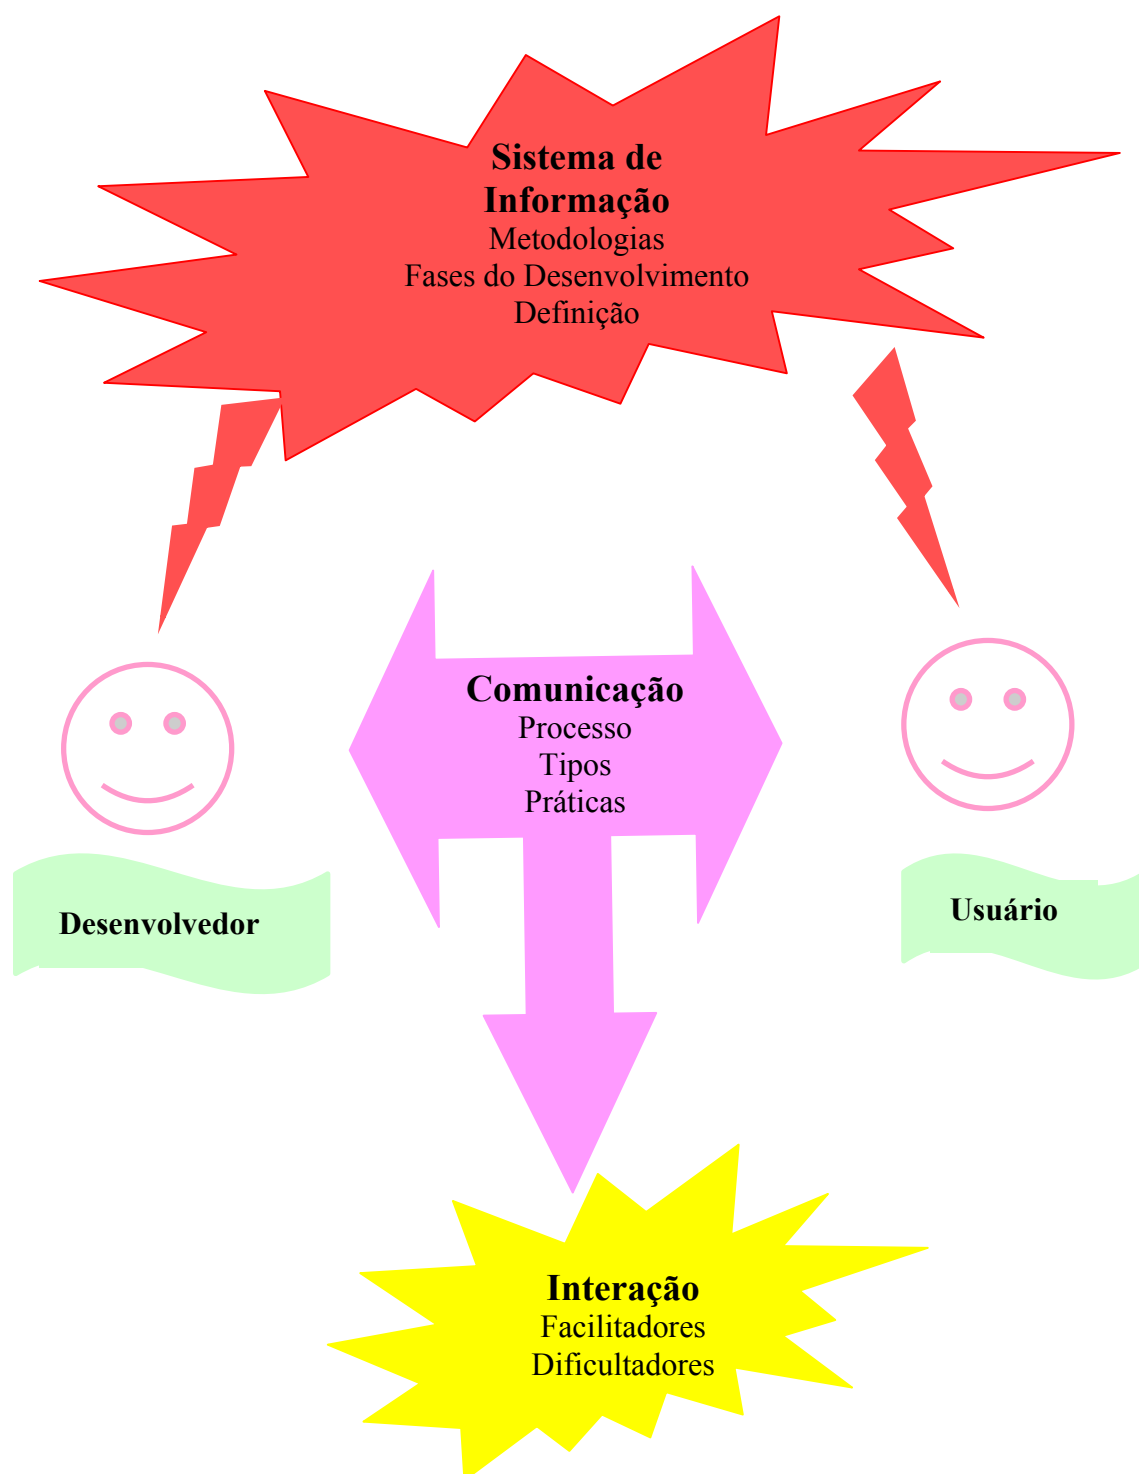 Sistema de
Informação
Metodologias
Fases do Desenvolvimento
Definição
Comunicação
Processo
Tipos
Práticas
Desenvolvedor
Usuário
Interação
Facilitadores
Dificultadores